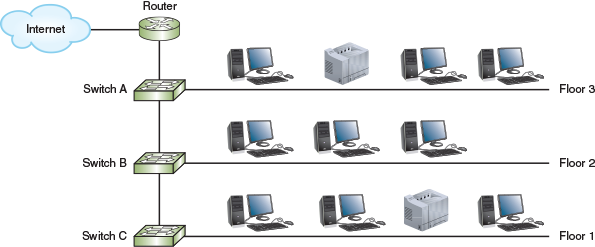 Router
Internet
Switch A
Floor 3
Switch B
Floor 2
Switch C
Floor 1